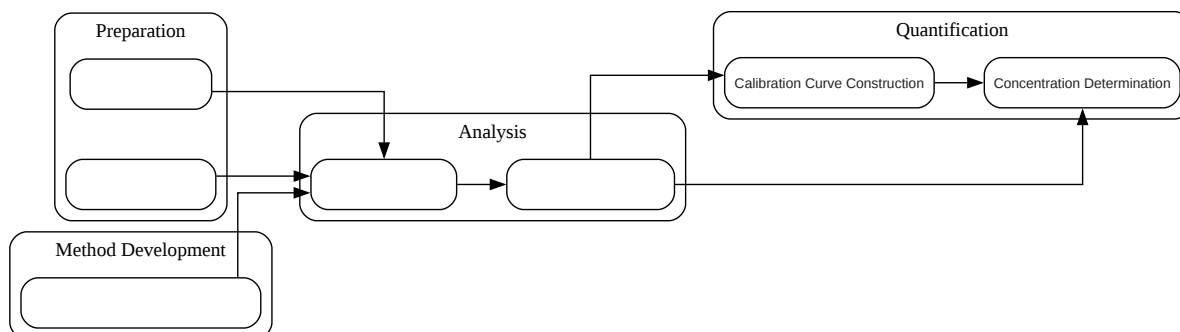 Preparation
Quantification
Calibration Curve Construction
Concentration Determination
Analysis
Method Development